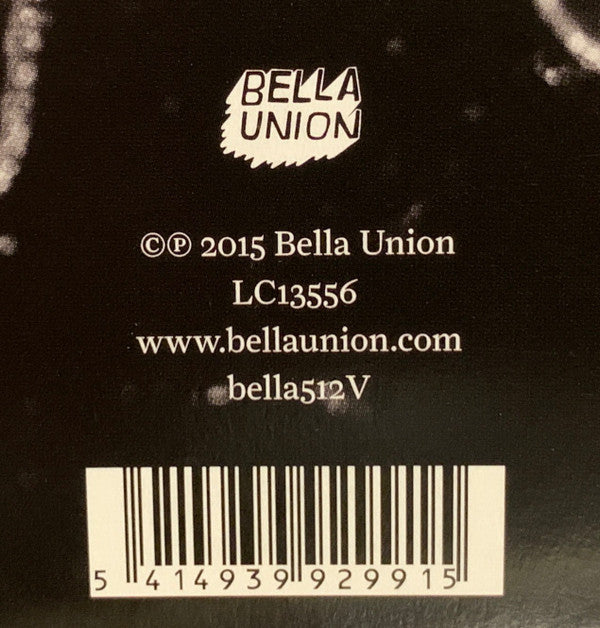 BELLA
UNION
©℗ 2015 Bella Union
LC13556
www.bellaunion.com
bella512V
5 414939 929915